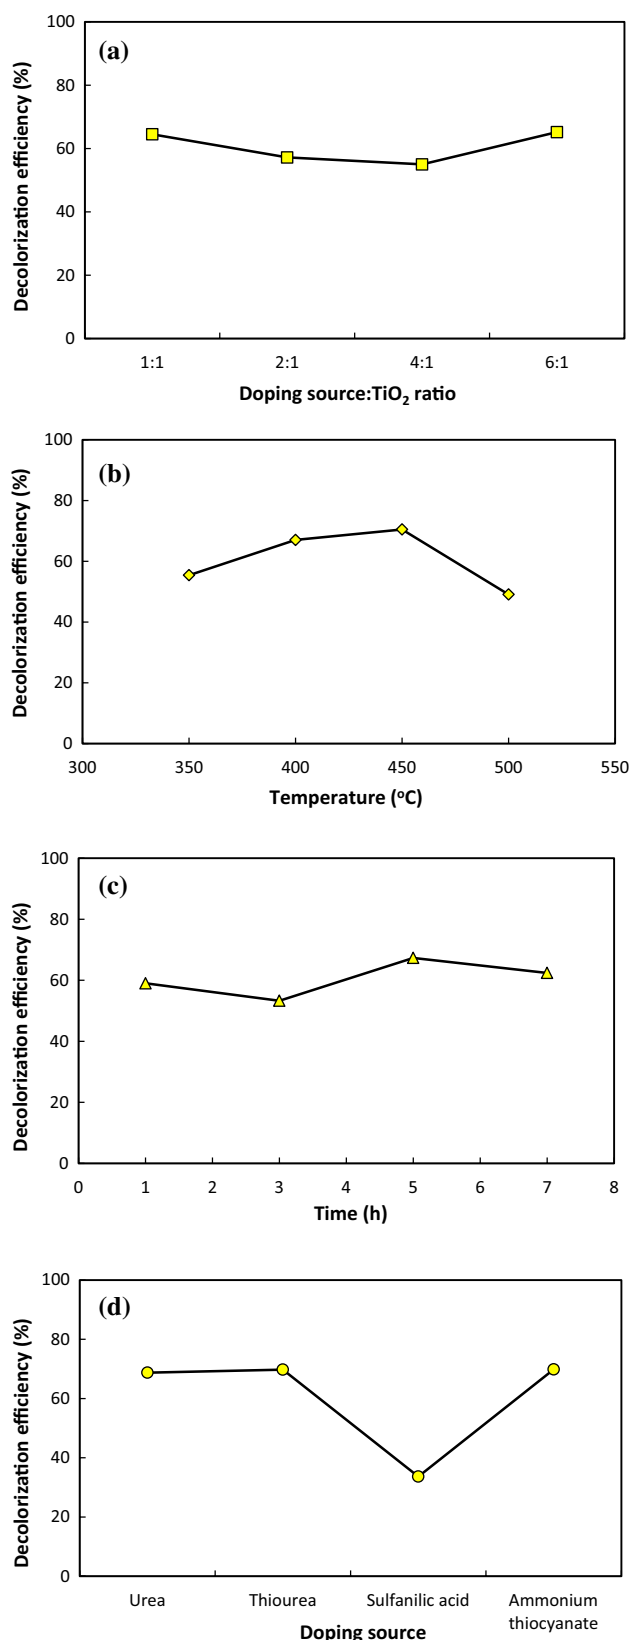 100
(a)
80
60
40
20
0
Decolorization efficiency (%)
1:1 2:1 4:1 6:1
Doping source:TiO₂ ratio
100
(b)
80
60
40
20
0
Decolorization efficiency (%)
300 350 400 450 500 550
Temperature (ᵒC)
100
(c)
80
60
40
20
0
Decolorization efficiency (%)
0 1 2 3 4 5 6 7 8
Time (h)
100
(d)
80
60
40
20
0
Decolorization efficiency (%)
Urea Thiourea Sulfanilic acid Ammonium
thiocyanate
Doping source